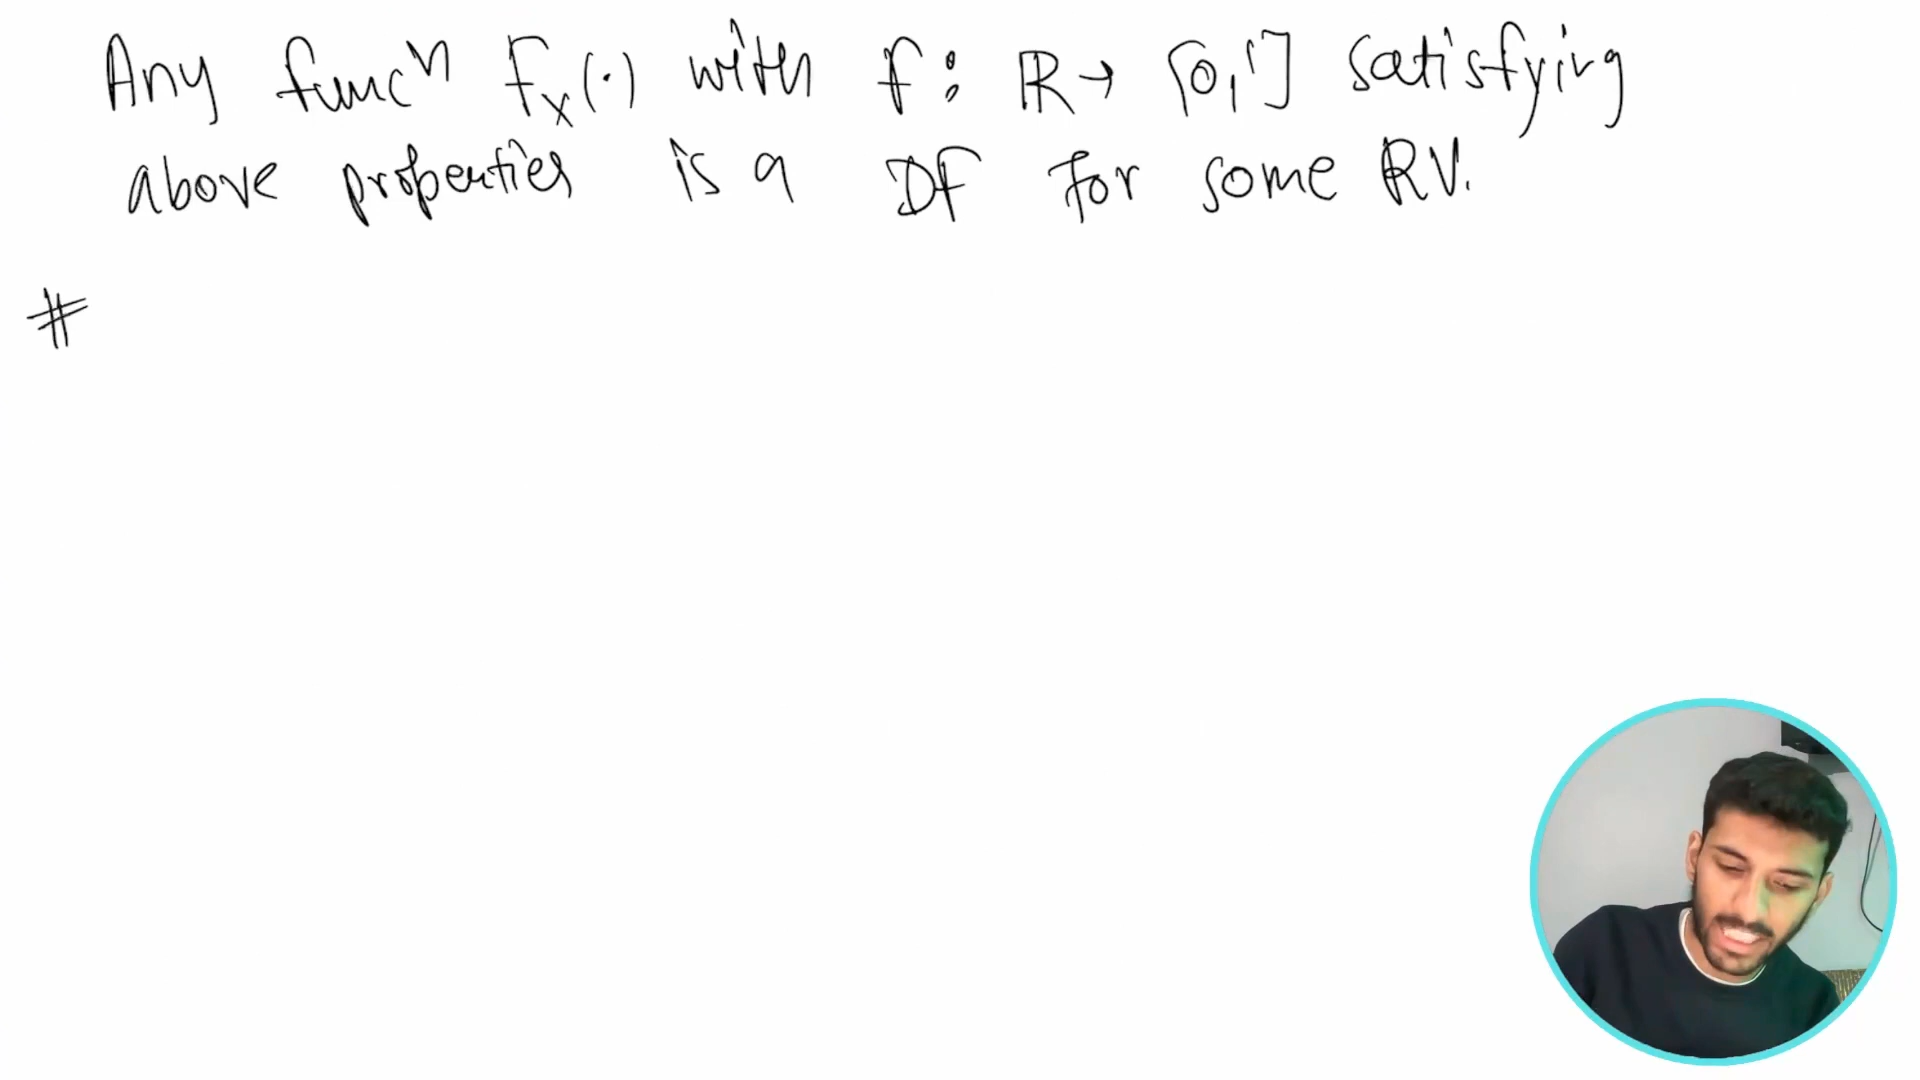 Any funcⁿ Fₓ(·) with F: ℝ → [0,1] satisfying
above properties is a DF for some RV.
#